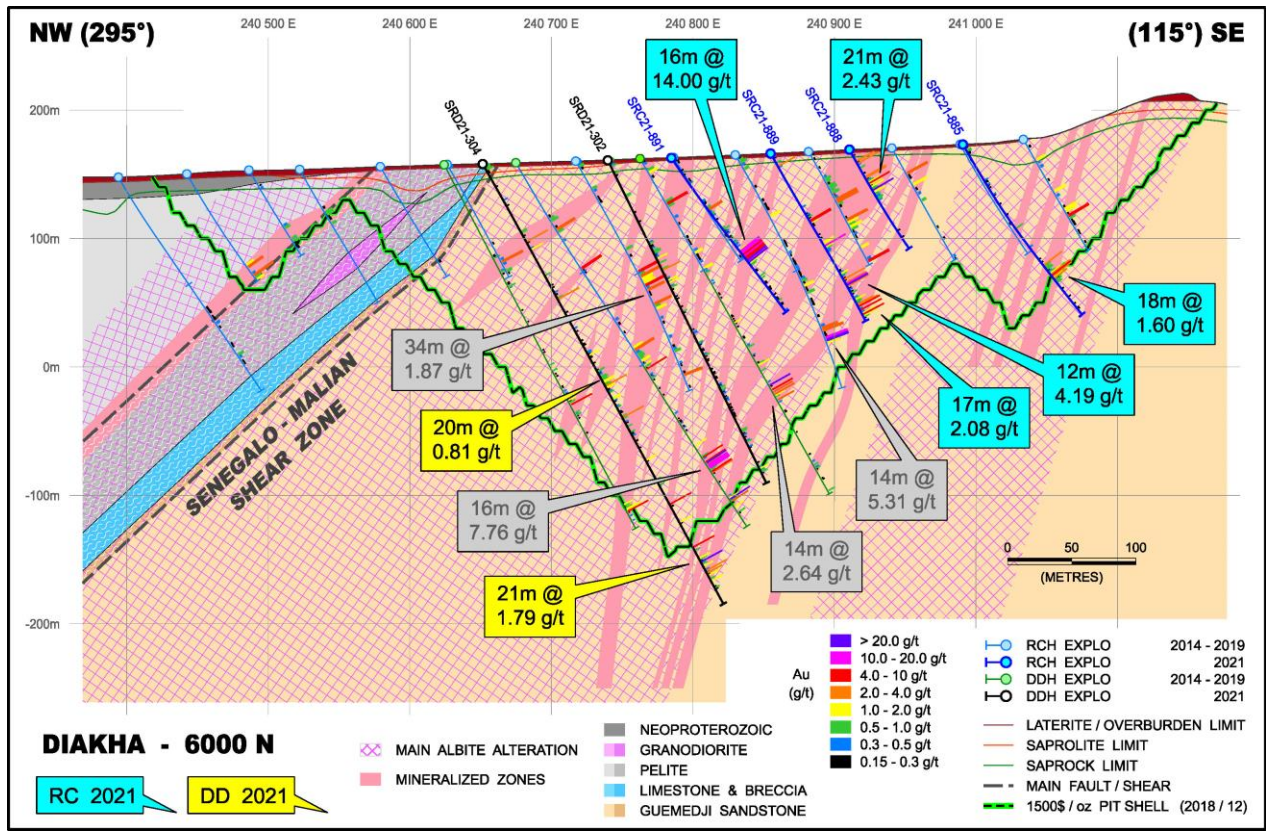 240 500 E
240 600 E
240 700 E
240 800 E
240 900 E
241 000 E
NW (295°)
(115°) SE
16m @
14.00 g/t
21m @
2.43 g/t
SRD21-304
SRD21-302
SRC21-891
SRC21-889
SRC21-888
SRC21-885
200m
100m
0m
-100m
-200m
34m @
1.87 g/t
20m @
0.81 g/t
16m @
7.76 g/t
21m @
1.79 g/t
18m @
1.60 g/t
12m @
4.19 g/t
17m @
2.08 g/t
14m @
5.31 g/t
14m @
2.64 g/t
SENEGALO - MALIAN
SHEAR ZONE
0 50 100
(METRES)
DIAKHA - 6000 N
RC 2021
DD 2021
MAIN ALBITE ALTERATION
MINERALIZED ZONES
NEOPROTEROZOIC
GRANODIORITE
PELITE
LIMESTONE & BRECCIA
GUEMEDJI SANDSTONE
Au
(g/t)
> 20.0 g/t
10.0 - 20.0 g/t
4.0 - 10 g/t
2.0 - 4.0 g/t
1.0 - 2.0 g/t
0.5 - 1.0 g/t
0.3 - 0.5 g/t
0.15 - 0.3 g/t
RCH EXPLO 2014 - 2019
RCH EXPLO 2021
DDH EXPLO 2014 - 2019
DDH EXPLO 2021
LATERITE / OVERBURDEN LIMIT
SAPROLITE LIMIT
SAPROCK LIMIT
MAIN FAULT / SHEAR
1500$ / oz PIT SHELL (2018 / 12)